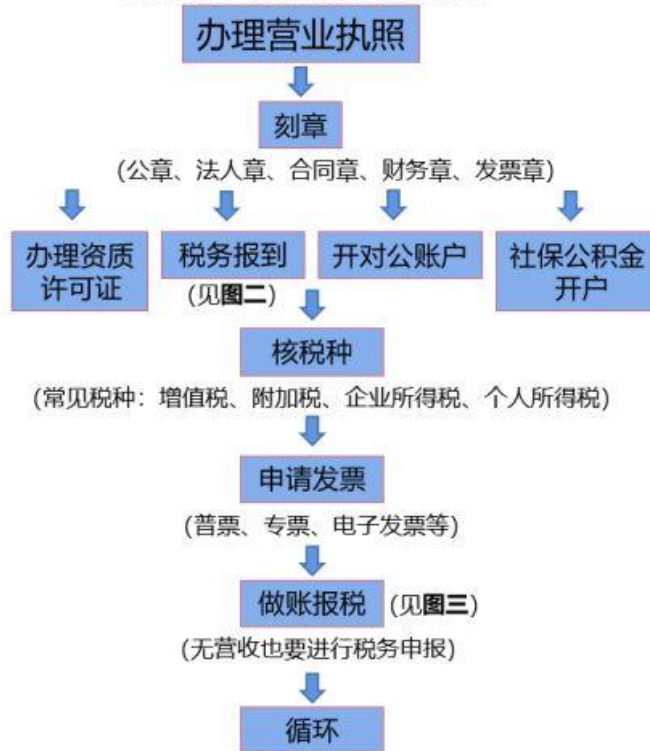 办理营业执照
刻章
(公章、法人章、合同章、财务章、发票章)
办理资质
许可证
税务报到
(见图二)
开对公账户
社保公积金
开户
核税种
(常见税种：增值税、附加税、企业所得税、个人所得税)
申请发票
(普票、专票、电子发票等)
做账报税 (见图三)
(无营收也要进行税务申报)
循环